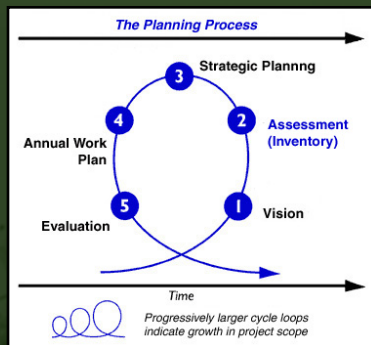 The Planning Process
3
Strategic Plannng
4
2
Assessment
(Inventory)
Annual Work
Plan
5
1
Evaluation
Vision
Time
Progressively larger cycle loops
indicate growth in project scope